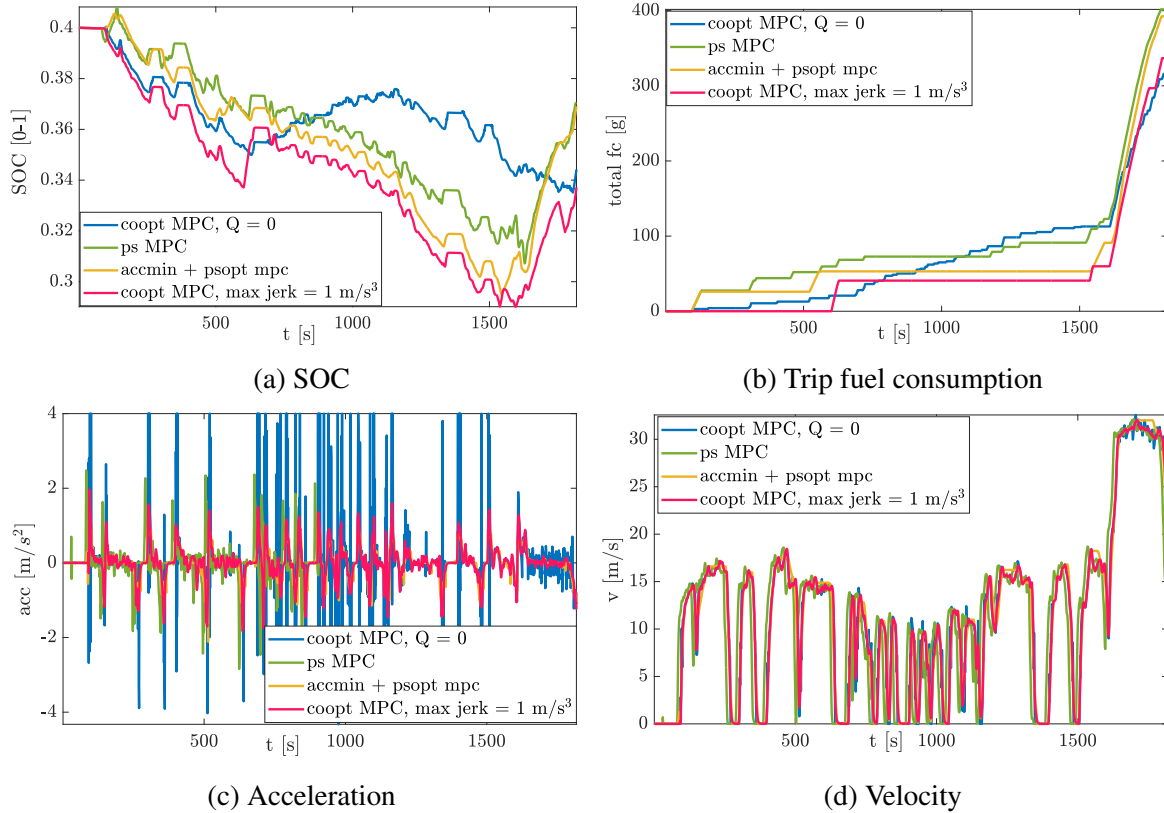 0.4
0.38
0.36
0.34
0.32
0.3
SOC [0-1]
coopt MPC, Q = 0
ps MPC
accmin + psopt mpc
coopt MPC, max jerk = 1 m/s³
500
1000
1500
t [s]
(a) SOC
400
300
200
100
0
total fc [g]
coopt MPC, Q = 0
ps MPC
accmin + psopt mpc
coopt MPC, max jerk = 1 m/s³
500
1000
1500
t [s]
(b) Trip fuel consumption
4
2
0
-2
-4
acc [m/s²]
coopt MPC, Q = 0
ps MPC
accmin + psopt mpc
coopt MPC, max jerk = 1 m/s³
500
1000
1500
t [s]
(c) Acceleration
30
25
20
15
10
5
0
v [m/s]
coopt MPC, Q = 0
ps MPC
accmin + psopt mpc
coopt MPC, max jerk = 1 m/s³
500
1000
1500
t [s]
(d) Velocity